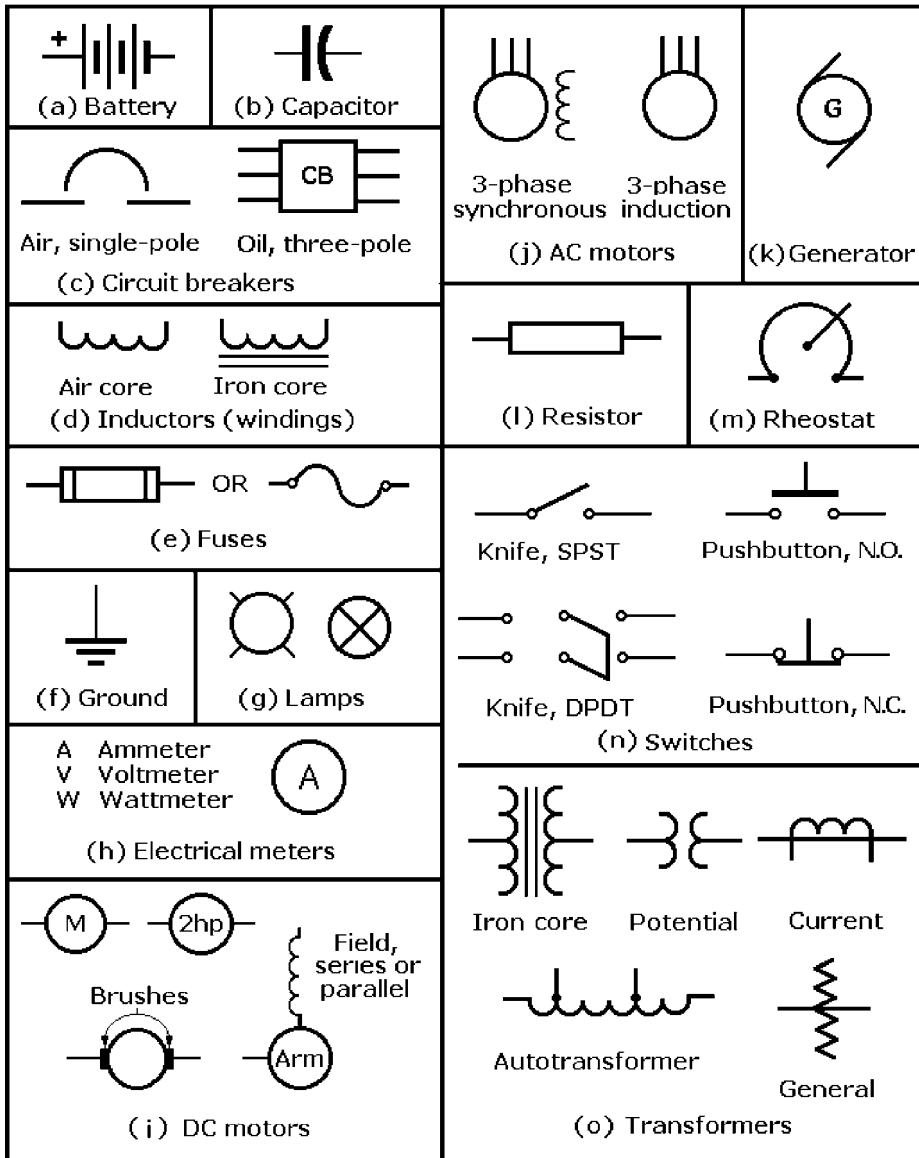 +
(a) Battery
(b) Capacitor
CB
Air, single-pole
Oil, three-pole
(c) Circuit breakers
Air core
Iron core
(d) Inductors (windings)
OR
(e) Fuses
(f) Ground
(g) Lamps
A Ammeter
V Voltmeter
W Wattmeter
A
(h) Electrical meters
M
2hp
Field,
series or
parallel
Brushes
Arm
(i) DC motors
3-phase
synchronous
3-phase
induction
(j) AC motors
G
(k) Generator
(l) Resistor
(m) Rheostat
Knife, SPST
Pushbutton, N.O.
Knife, DPDT
Pushbutton, N.C.
(n) Switches
Iron core
Potential
Current
Autotransformer
General
(o) Transformers